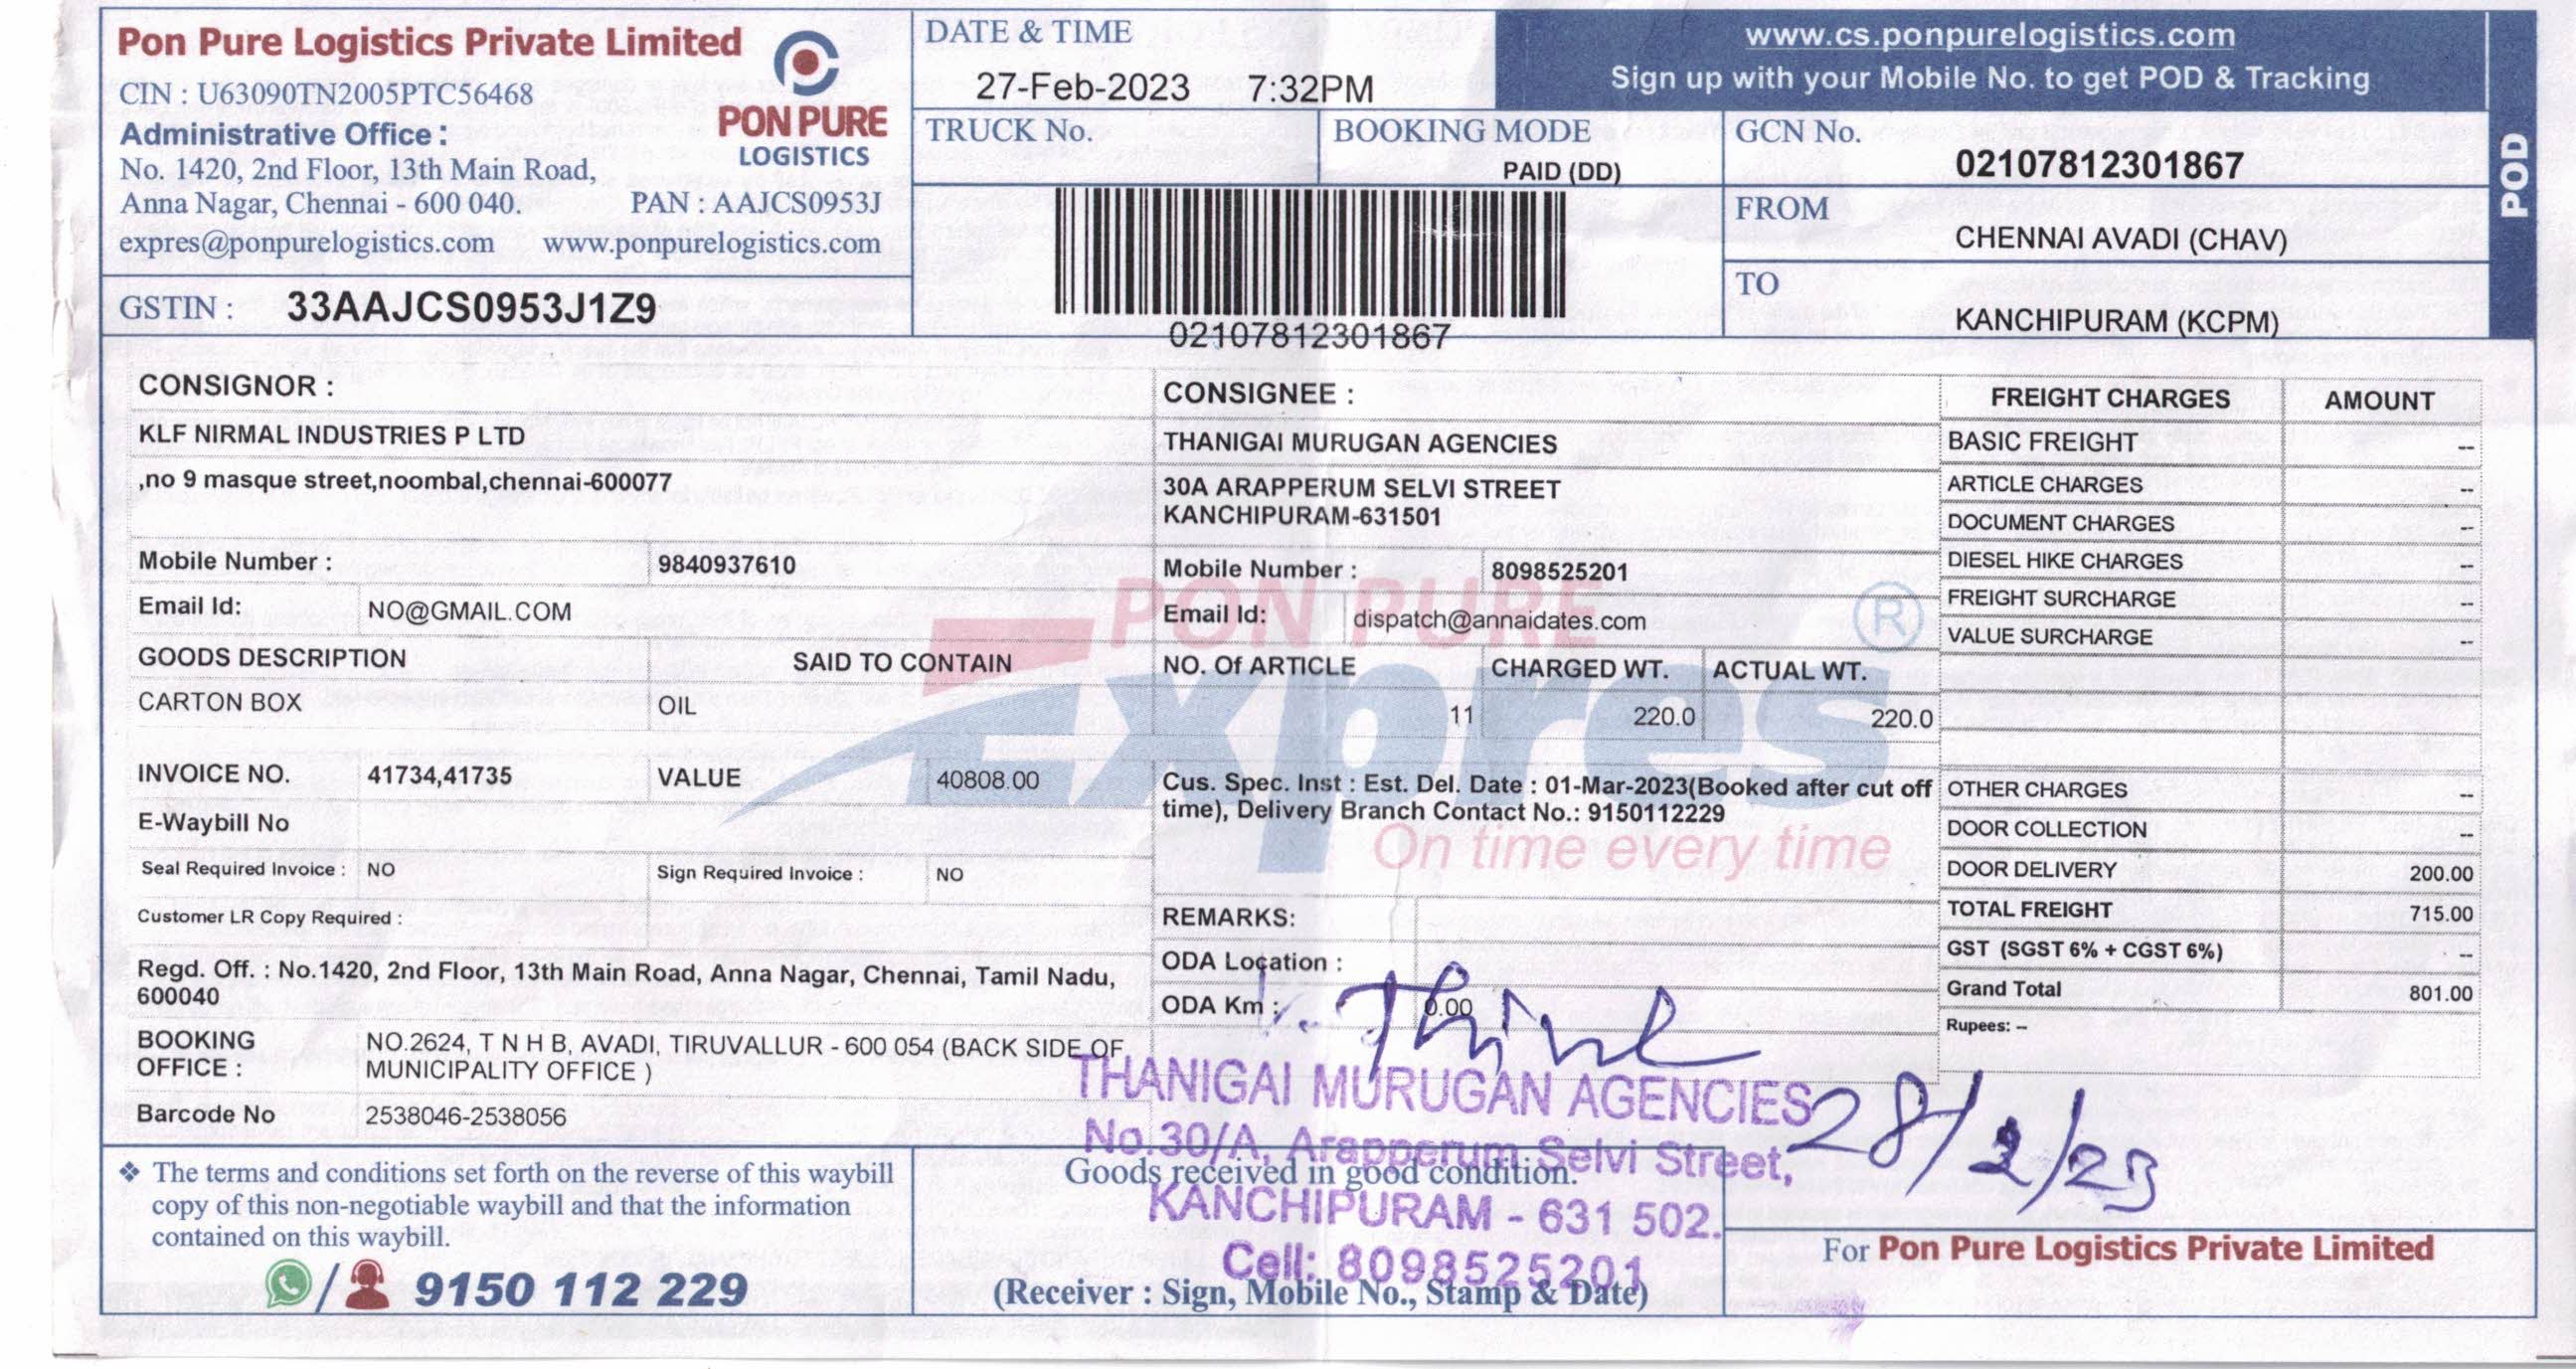 Pon Pure Logistics Private Limited
CIN : U63090TN2005PTC56468
Administrative Office :
No. 1420, 2nd Floor, 13th Main Road,
Anna Nagar, Chennai - 600 040. PAN : AAJCS0953J
expres@ponpurelogistics.com www.ponpurelogistics.com
PON PURE
LOGISTICS
GSTIN : 33AAJCS0953J1Z9
DATE & TIME
27-Feb-2023 7:32PM
www.cs.ponpurelogistics.com
Sign up with your Mobile No. to get POD & Tracking
POD
TRUCK No.
BOOKING MODE
PAID (DD)
GCN No.
02107812301867
FROM
CHENNAI AVADI (CHAV)
TO
KANCHIPURAM (KCPM)
02107812301867
CONSIGNOR :
KLF NIRMAL INDUSTRIES P LTD
,no 9 masque street,noombal,chennai-600077
Mobile Number : 9840937610
Email Id: NO@GMAIL.COM
GOODS DESCRIPTION SAID TO CONTAIN
CARTON BOX OIL
INVOICE NO. 41734,41735 VALUE 40808.00
E-Waybill No
Seal Required Invoice : NO Sign Required Invoice : NO
Customer LR Copy Required :
Regd. Off. : No.1420, 2nd Floor, 13th Main Road, Anna Nagar, Chennai, Tamil Nadu,
600040
BOOKING OFFICE : NO.2624, T N H B, AVADI, TIRUVALLUR - 600 054 (BACK SIDE OF
MUNICIPALITY OFFICE )
Barcode No 2538046-2538056
CONSIGNEE :
THANIGAI MURUGAN AGENCIES
30A ARAPPERUM SELVI STREET
KANCHIPURAM-631501
Mobile Number : 8098525201
Email Id: dispatch@annaidates.com
NO. Of ARTICLE CHARGED WT. ACTUAL WT.
11 220.0 220.0
Cus. Spec. Inst : Est. Del. Date : 01-Mar-2023(Booked after cut off
time), Delivery Branch Contact No.: 9150112229
PON PURE
Expres ®
On time every time
REMARKS:
ODA Location :
ODA Km : 0.00
FREIGHT CHARGES AMOUNT
BASIC FREIGHT --
ARTICLE CHARGES --
DOCUMENT CHARGES --
DIESEL HIKE CHARGES --
FREIGHT SURCHARGE --
VALUE SURCHARGE --
OTHER CHARGES --
DOOR COLLECTION --
DOOR DELIVERY 200.00
TOTAL FREIGHT 715.00
GST (SGST 6% + CGST 6%) --
Grand Total 801.00
Rupees: --
THANIGAI MURUGAN AGENCIES
No.30/A, Arapperum Selvi Street,
KANCHIPURAM - 631 502.
Cell: 8098525201
28/2/23
❖ The terms and conditions set forth on the reverse of this waybill
copy of this non-negotiable waybill and that the information
contained on this waybill.
/ 9150 112 229
Goods received in good condition.
(Receiver : Sign, Mobile No., Stamp & Date)
For Pon Pure Logistics Private Limited